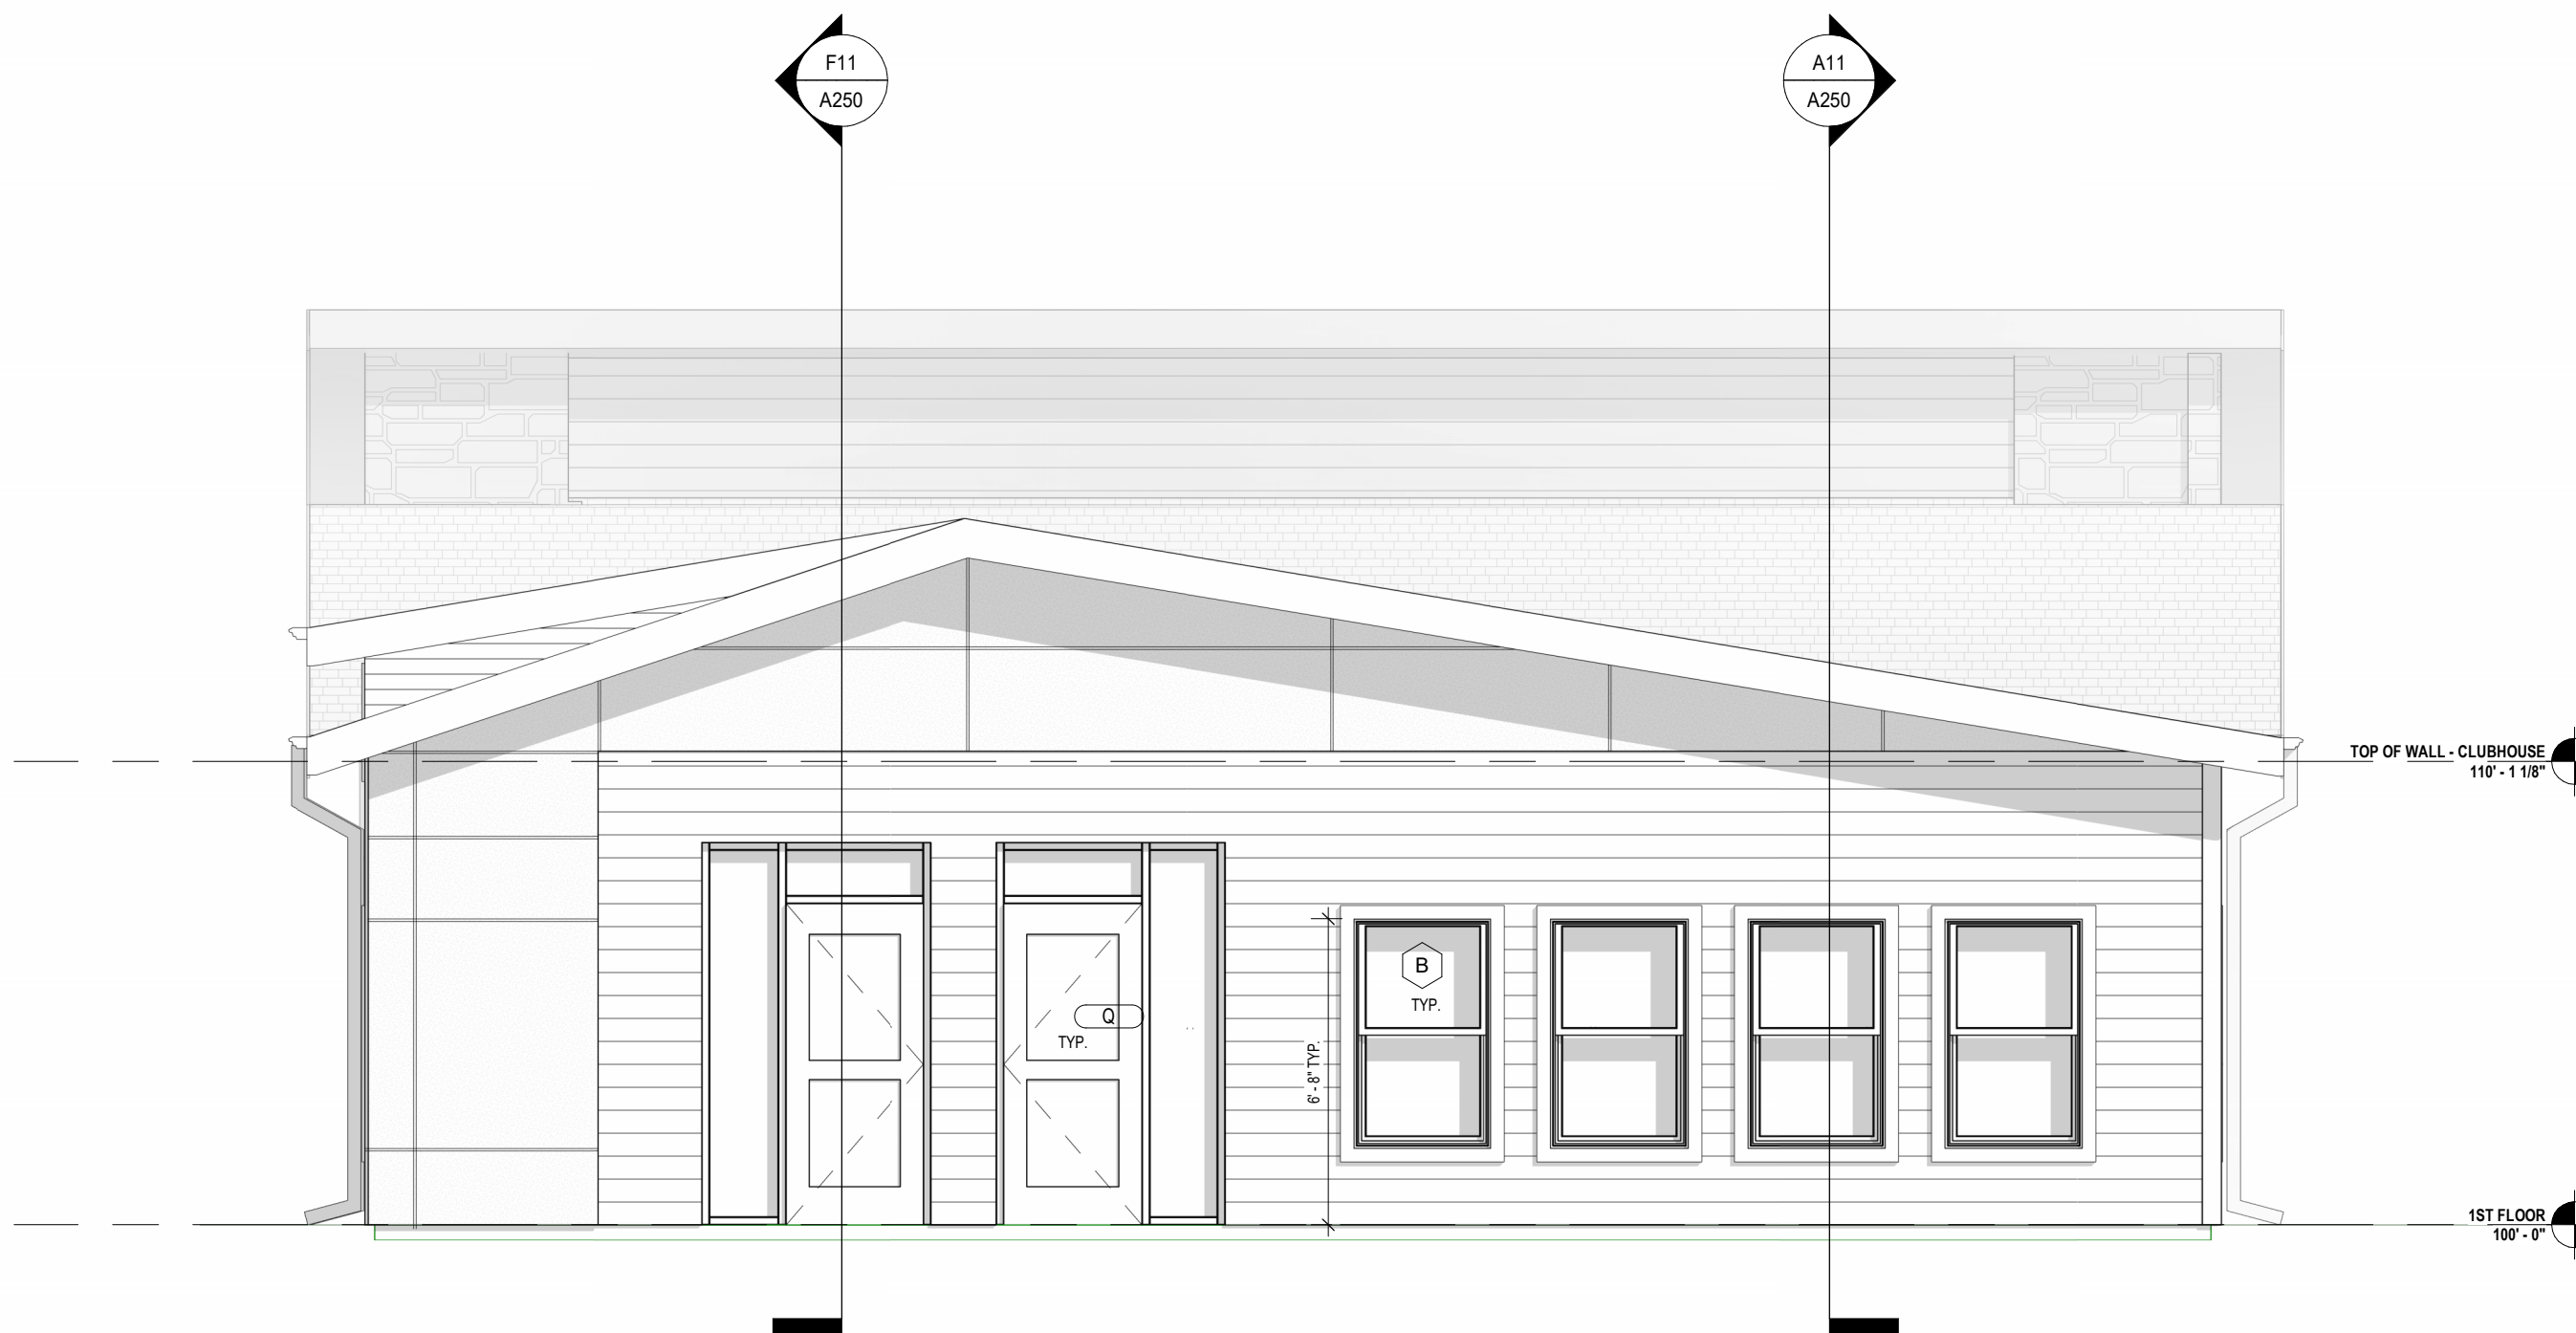 F11
A250
A11
A250
TOP OF WALL - CLUBHOUSE
110' - 1 1/8"
B
TYP.
Q
TYP.
6' - 8" TYP.
1ST FLOOR
100' - 0"